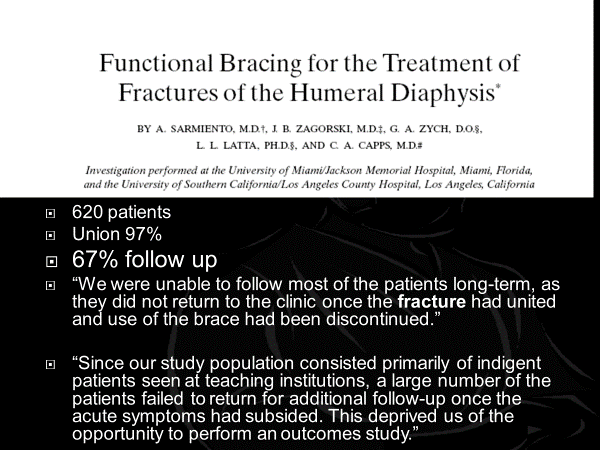 Functional Bracing for the Treatment of
Fractures of the Humeral Diaphysis*
BY A. SARMIENTO, M.D.†, J. B. ZAGORSKI, M.D.‡, G. A. ZYCH, D.O.§,
L. L. LATTA, PH.D.§, AND C. A. CAPPS, M.D.#
Investigation performed at the University of Miami/Jackson Memorial Hospital, Miami, Florida,
and the University of Southern California/Los Angeles County Hospital, Los Angeles, California
620 patients
Union 97%
67% follow up
“We were unable to follow most of the patients long-term, as
they did not return to the clinic once the fracture had united
and use of the brace had been discontinued.”
“Since our study population consisted primarily of indigent
patients seen at teaching institutions, a large number of the
patients failed to return for additional follow-up once the
acute symptoms had subsided. This deprived us of the
opportunity to perform an outcomes study.”